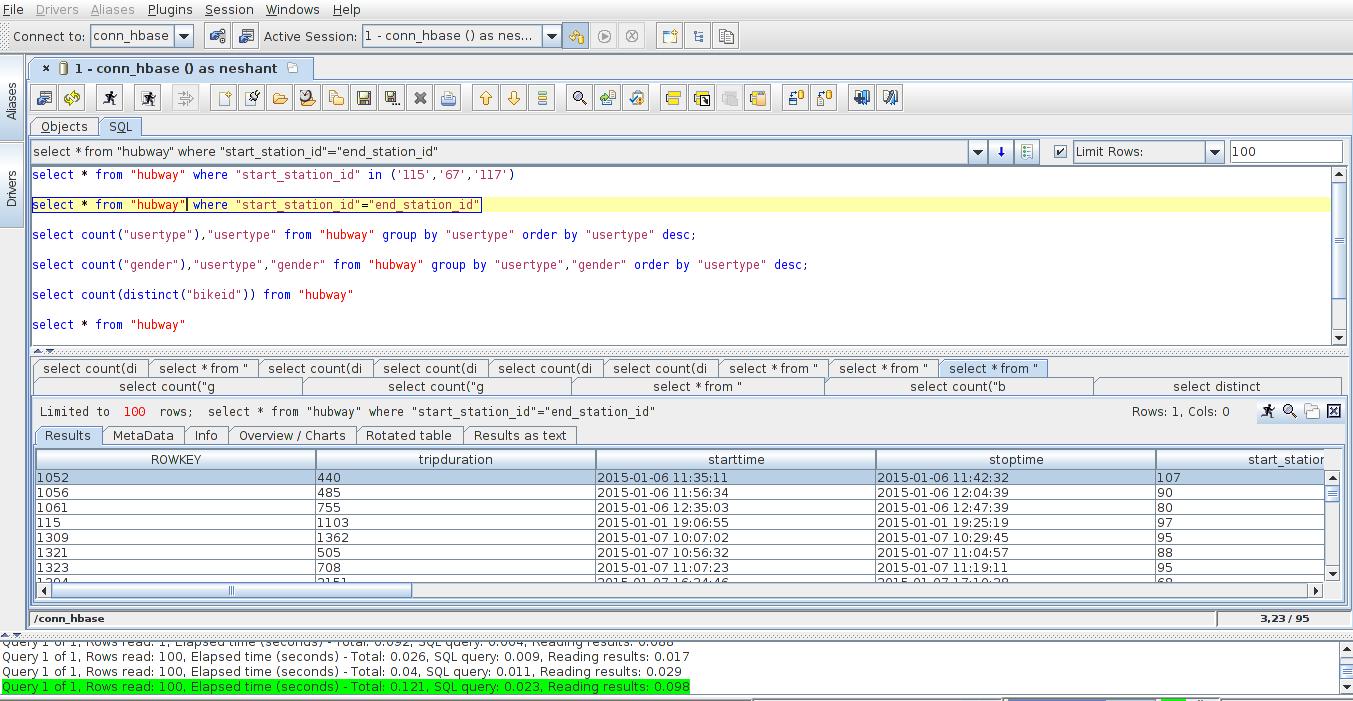 File Drivers Aliases Plugins Session Windows Help
Connect to: conn_hbase Active Session: 1 - conn_hbase () as nes...
Aliases
Drivers
1 - conn_hbase () as neshant
Objects SQL
select * from "hubway" where "start_station_id"="end_station_id" Limit Rows: 100
select * from "hubway" where "start_station_id" in ('115','67','117')
select * from "hubway" where "start_station_id"="end_station_id"
select count("usertype"),"usertype" from "hubway" group by "usertype" order by "usertype" desc;
select count("gender"),"usertype","gender" from "hubway" group by "usertype","gender" order by "usertype" desc;
select count(distinct("bikeid")) from "hubway"
select * from "hubway"
select count(di select * from " select count(di select count(di select count(di select count(di select * from " select * from " select * from "
select count("g select count("g select * from " select count("b select distinct
Limited to 100 rows; select * from "hubway" where "start_station_id"="end_station_id" Rows: 1, Cols: 0
Results MetaData Info Overview / Charts Rotated table Results as text
ROWKEY tripduration starttime stoptime start_station
1052 440 2015-01-06 11:35:11 2015-01-06 11:42:32 107
1056 485 2015-01-06 11:56:34 2015-01-06 12:04:39 90
1061 755 2015-01-06 12:35:03 2015-01-06 12:47:39 80
115 1103 2015-01-01 19:06:55 2015-01-01 19:25:19 97
1309 1362 2015-01-07 10:07:02 2015-01-07 10:29:45 95
1321 505 2015-01-07 10:56:32 2015-01-07 11:04:57 88
1323 708 2015-01-07 11:07:23 2015-01-07 11:19:11 95
/conn_hbase 3,23 / 95
Query 1 of 1, Rows read: 1, Elapsed time (seconds) - Total: 0.092, SQL query: 0.004, Reading results: 0.088
Query 1 of 1, Rows read: 100, Elapsed time (seconds) - Total: 0.026, SQL query: 0.009, Reading results: 0.017
Query 1 of 1, Rows read: 100, Elapsed time (seconds) - Total: 0.04, SQL query: 0.011, Reading results: 0.029
Query 1 of 1, Rows read: 100, Elapsed time (seconds) - Total: 0.121, SQL query: 0.023, Reading results: 0.098